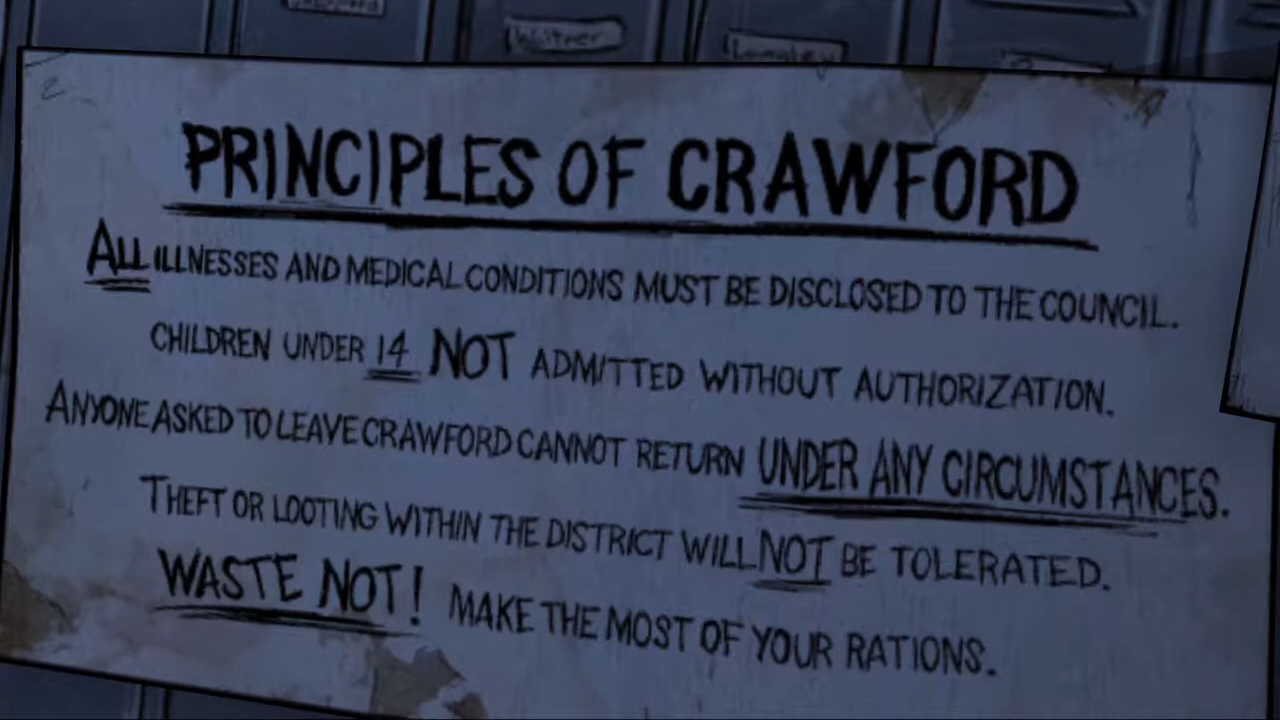 PRINCIPLES OF CRAWFORD
ALL ILLNESSES AND MEDICAL CONDITIONS MUST BE DISCLOSED TO THE COUNCIL.
CHILDREN UNDER 14 NOT ADMITTED WITHOUT AUTHORIZATION.
ANYONE ASKED TO LEAVE CRAWFORD CANNOT RETURN UNDER ANY CIRCUMSTANCES.
THEFT OR LOOTING WITHIN THE DISTRICT WILL NOT BE TOLERATED.
WASTE NOT! MAKE THE MOST OF YOUR RATIONS.